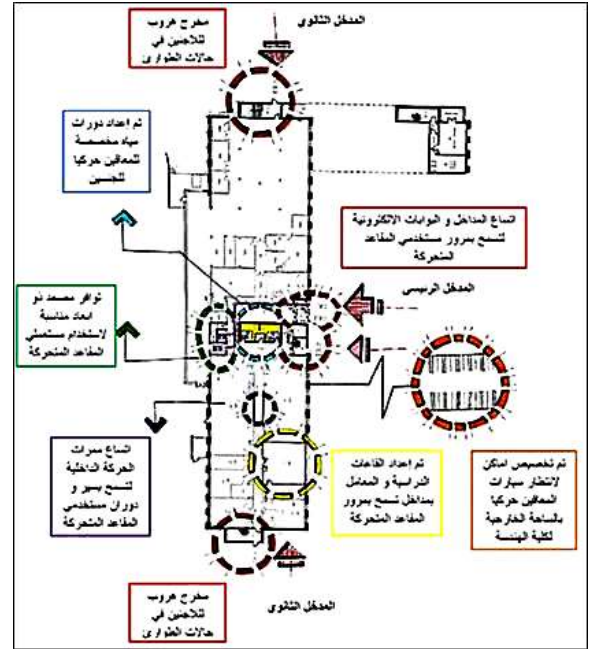 المدخل الثانوي
مخرج هروب
للاجئين في
حالات الطوارئ
تم إعداد دورات
مياه مخصصة
للمعاقين حركيا
للجنسين
اتساع المداخل و البوابات الالكترونية
لتسمح بمرور مستخدمي المقاعد
المتحركة
المدخل الرئيسي
توافر مصعد ذو
ابعاد مناسبة
لاستخدام مستعملي
المقاعد المتحركة
اتساع ممرات
الحركة الداخلية
لتسمح بسير و
دوران مستخدمي
المقاعد المتحركة
تم إعداد القاعات
الدراسية و المعامل
بمداخل تسمح بمرور
المقاعد المتحركة
تم تخصيص اماكن
لانتظار سيارات
المعاقين حركيا
بالساحة الخارجية
لكلية الهندسة
مخرج هروب
للاجئين في
حالات الطوارئ
المدخل الثانوي